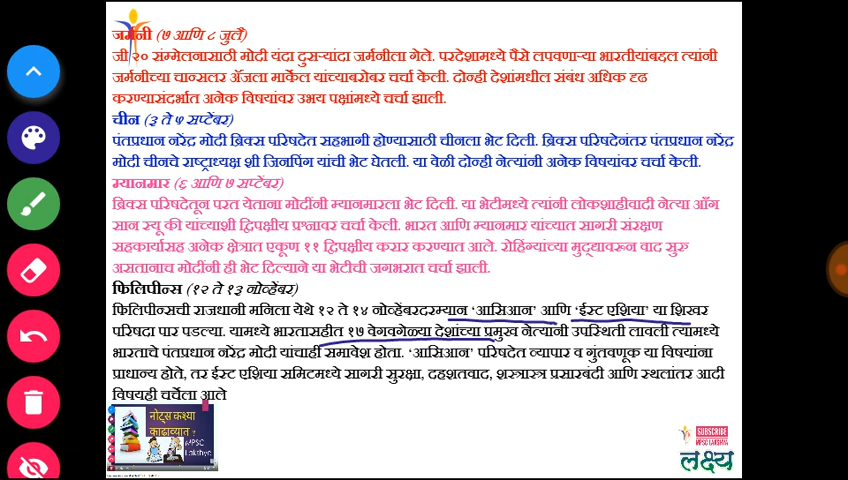 जर्मनी (७ आणि ८ जुलै)
जी २० संम्मेलनासाठी मोदी यंदा दुसऱ्यांदा जर्मनीला गेले. परदेशामध्ये पैसे लपवणाऱ्या भारतीयांबद्दल त्यांनी
जर्मनीच्या चान्सलर अँजला मार्केल यांच्याबरोबर चर्चा केली. दोन्ही देशांमधील संबंध अधिक दृढ
करण्यासंदर्भात अनेक विषयांवर उभय पक्षांमध्ये चर्चा झाली.
चीन (३ ते ५ सप्टेंबर)
पंतप्रधान नरेंद्र मोदी ब्रिक्स परिषदेत सहभागी होण्यासाठी चीनला भेट दिली. ब्रिक्स परिषदेनंतर पंतप्रधान नरेंद्र
मोदी चीनचे राष्ट्राध्यक्ष शी जिनपिंग यांची भेट घेतली. या वेळी दोन्ही नेत्यांनी अनेक विषयांवर चर्चा केली.
म्यानमार (६ आणि ७ सप्टेंबर)
ब्रिक्स परिषदेतून परत येताना मोदींनी म्यानमारला भेट दिली. या भेटीमध्ये त्यांनी लोकशाहीवादी नेत्या आँग
सान स्यू की यांच्याशी द्विपक्षीय प्रश्नावर चर्चा केली. भारत आणि म्यानमार यांच्यात सागरी संरक्षण
सहकार्यासह अनेक क्षेत्रात एकूण ११ द्विपक्षीय करार करण्यात आले. रोहिंग्यांच्या मुद्ध्यावरून वाद सुरु
असतानाच मोदींनी ही भेट दिल्याने या भेटीची जगभरात चर्चा झाली.
फिलिपीन्स (१२ ते १३ नोव्हेंबर)
फिलिपीन्सची राजधानी मनिला येथे १२ ते १४ नोव्हेंबरदरम्यान ‘आसिआन’ आणि ‘ईस्ट एशिया’ या शिखर
परिषदा पार पडल्या. यामध्ये भारतासहीत १७ वेगवेगळ्या देशांच्या प्रमुख नेत्यांनी उपस्थिती लावली त्यामध्ये
भारताचे पंतप्रधान नरेंद्र मोदी यांचाही समावेश होता. ‘आसिआन’ परिषदेत व्यापार व गुंतवणूक या विषयांना
प्राधान्य होते, तर ईस्ट एशिया समिटमध्ये सागरी सुरक्षा, दहशतवाद, शस्त्रास्त्र प्रसारबंदी आणि स्थलांतर आदी
विषयही चर्चेला आले
नोट्स कश्या
काढाव्यात ?
MPSC
Lakshya
SUBSCRIBE
MPSC LAKSHYA
लक्ष्य